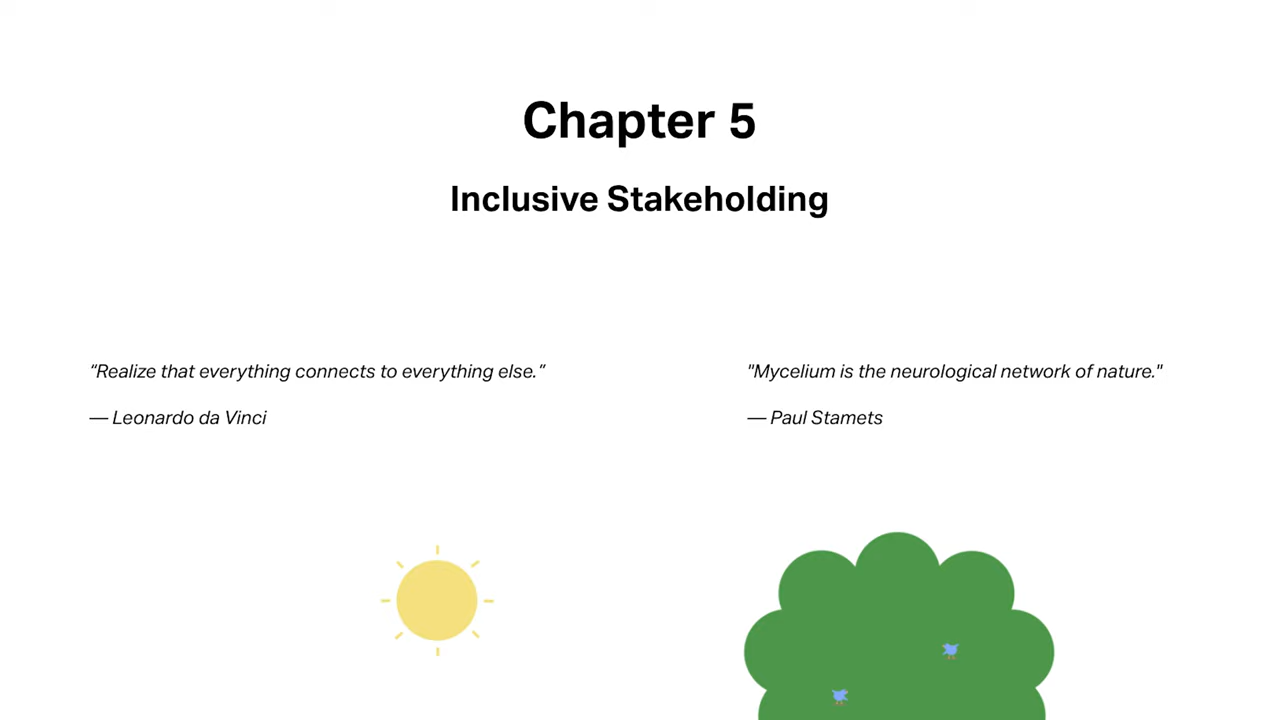 Chapter 5
Inclusive Stakeholding
“Realize that everything connects to everything else.”
— Leonardo da Vinci
"Mycelium is the neurological network of nature."
— Paul Stamets